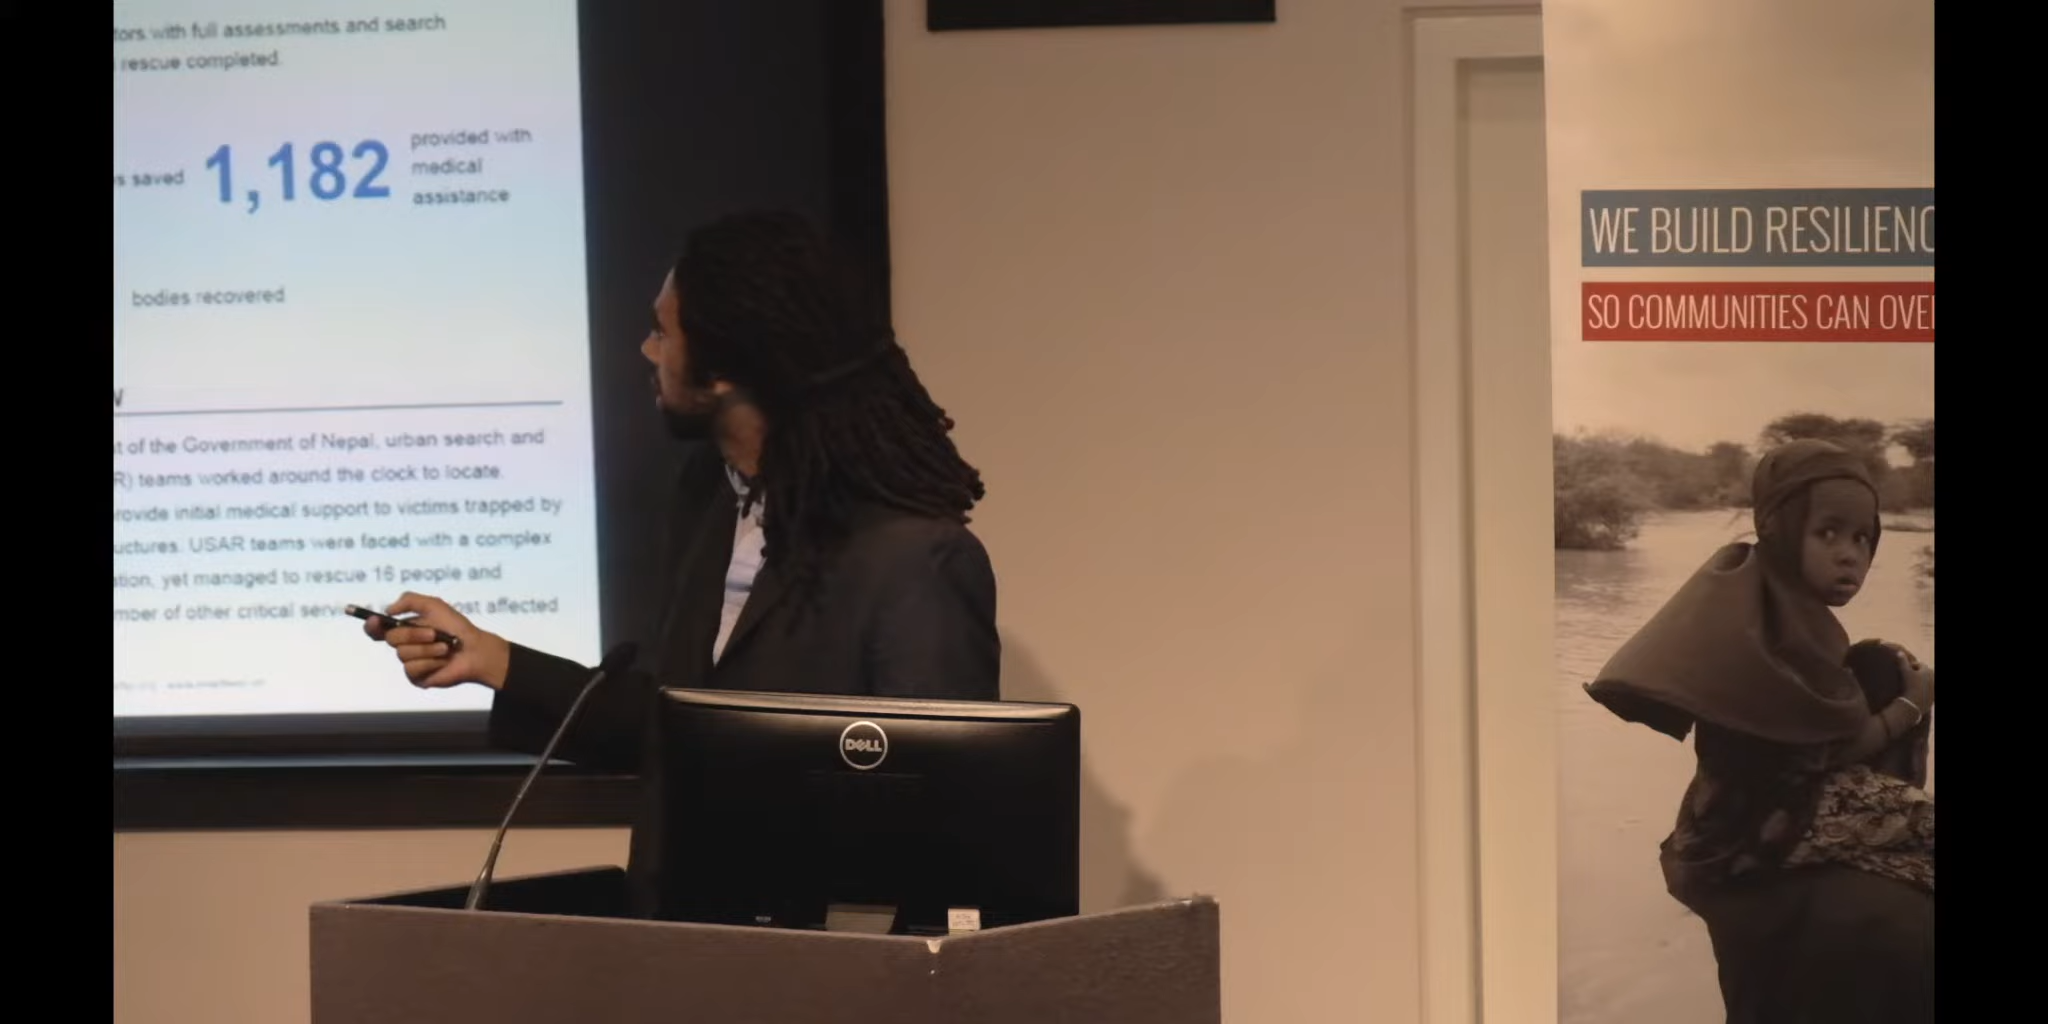 tors with full assessments and search
rescue completed.
s saved
1,182
provided with
medical
assistance
bodies recovered
t of the Government of Nepal, urban search and
R) teams worked around the clock to locate,
rovide initial medical support to victims trapped by
uctures. USAR teams were faced with a complex
ation, yet managed to rescue 16 people and
mber of other critical ost affected
DELL
WE BUILD RESILIENC
SO COMMUNITIES CAN OVE